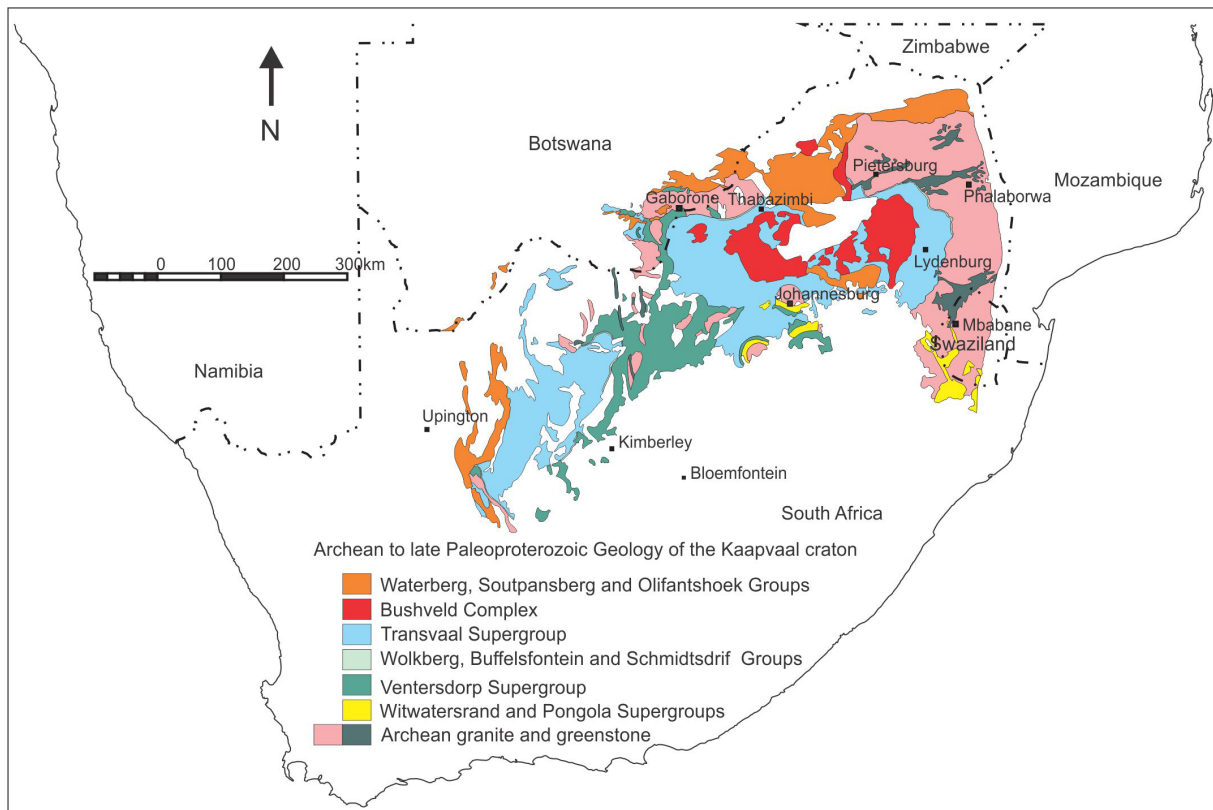 Zimbabwe
N
Botswana
Pietersburg
Mozambique
Phalaborwa
Gaborone
Thabazimbi
Lydenburg
0 100 200 300km
Johannesburg
Mbabane
Swaziland
Namibia
Upington
Kimberley
Bloemfontein
South Africa
Archean to late Paleoproterozoic Geology of the Kaapvaal craton
Waterberg, Soutpansberg and Olifantshoek Groups
Bushveld Complex
Transvaal Supergroup
Wolkberg, Buffelsfontein and Schmidtsdrif Groups
Ventersdorp Supergroup
Witwatersrand and Pongola Supergroups
Archean granite and greenstone